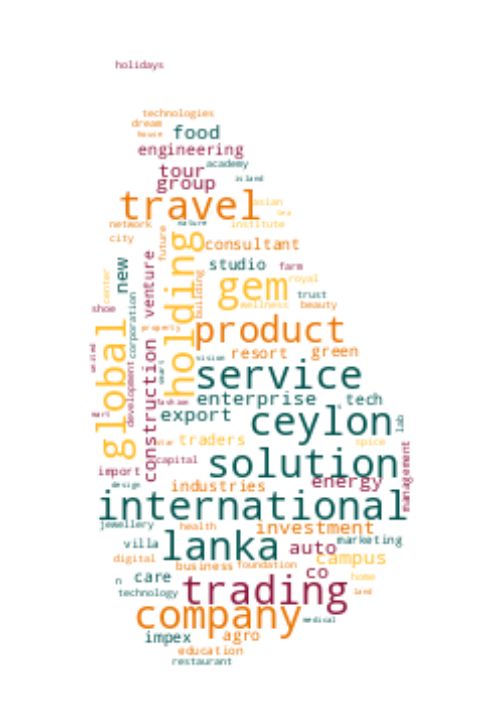 holidays
technologies
dream
house
food
engineering
academy
tour
island
group
travel
asian
tea
network
nature
institute
city
future
consultant
holding
new
venture
studio
farm
center
building
gem
royal
corporation
trust
shoe
wellness
beauty
global
property
product
construction
development
united
vision
resort
green
smart
service
fashion
enterprise
tech
export
ceylon
lab
star
traders
spice
capital
solution
management
import
energy
design
industries
international
jewellery
health
investment
villa
lanka
auto
marketing
digital
business
foundation
campus
n
care
co
home
technology
trading
land
company
medical
impex
agro
education
restaurant